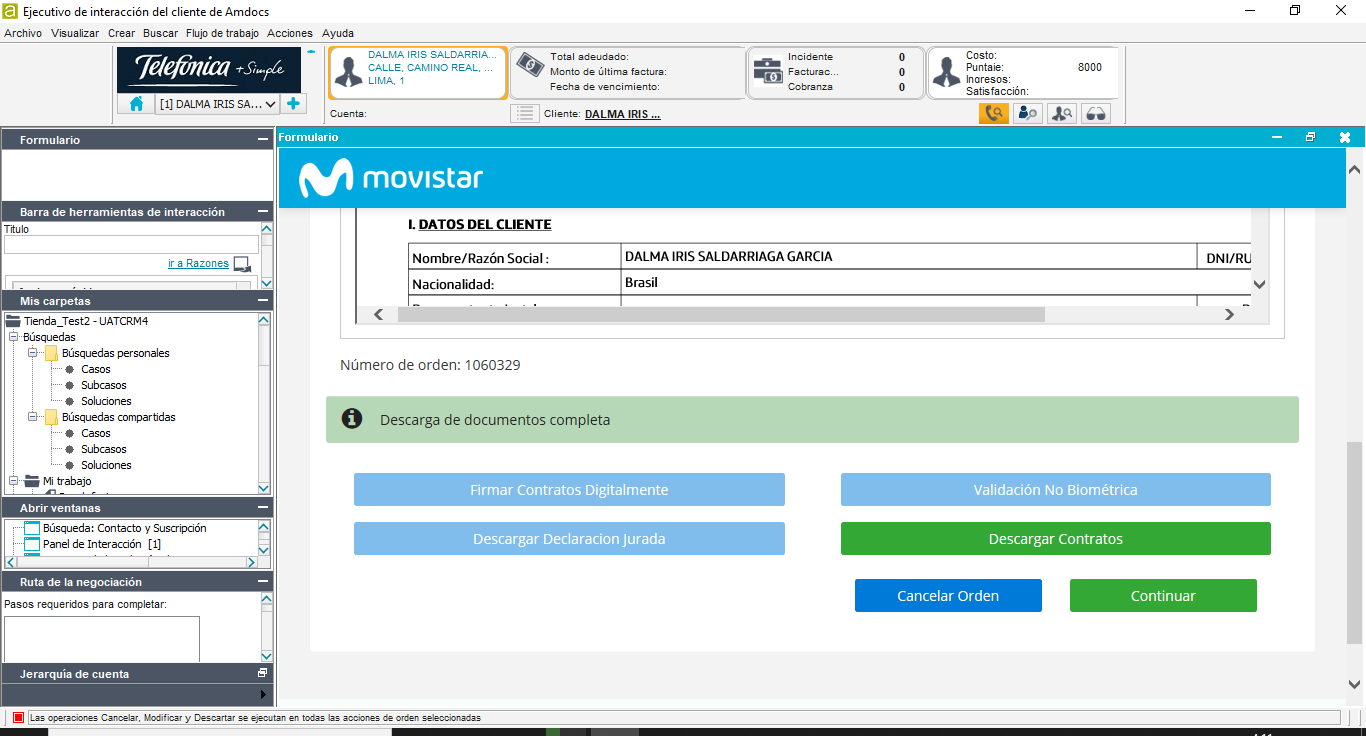 Ejecutivo de interacción del cliente de Amdocs
Archivo Visualizar Crear Buscar Flujo de trabajo Acciones Ayuda
Telefónica +Simple
[1] DALMA IRIS SA...
DALMA IRIS SALDARRIA...
CALLE, CAMINO REAL, ...
LIMA, 1
Total adeudado:
Monto de última factura:
Fecha de vencimiento:
Incidente 0
Facturac... 0
Cobranza 0
Costo:
Puntaie: 8000
Ingresos:
Satisfacción:
Cuenta:
Cliente: DALMA IRIS ...
Formulario
Barra de herramientas de interacción
Título
ir a Razones
Mis carpetas
Tienda_Test2 - UATCRM4
Búsquedas
Búsquedas personales
Casos
Subcasos
Soluciones
Búsquedas compartidas
Casos
Subcasos
Soluciones
Mi trabajo
Abrir ventanas
Búsqueda: Contacto y Suscripción
Panel de Interacción [1]
Ruta de la negociación
Pasos requeridos para completar:
Jerarquía de cuenta
Formulario
movistar
I. DATOS DEL CLIENTE
Nombre/Razón Social : DALMA IRIS SALDARRIAGA GARCIA DNI/RU
Nacionalidad: Brasil
Número de orden: 1060329
Descarga de documentos completa
Firmar Contratos Digitalmente
Validación No Biométrica
Descargar Declaracion Jurada
Descargar Contratos
Cancelar Orden
Continuar
Las operaciones Cancelar, Modificar y Descartar se ejecutan en todas las acciones de orden seleccionadas